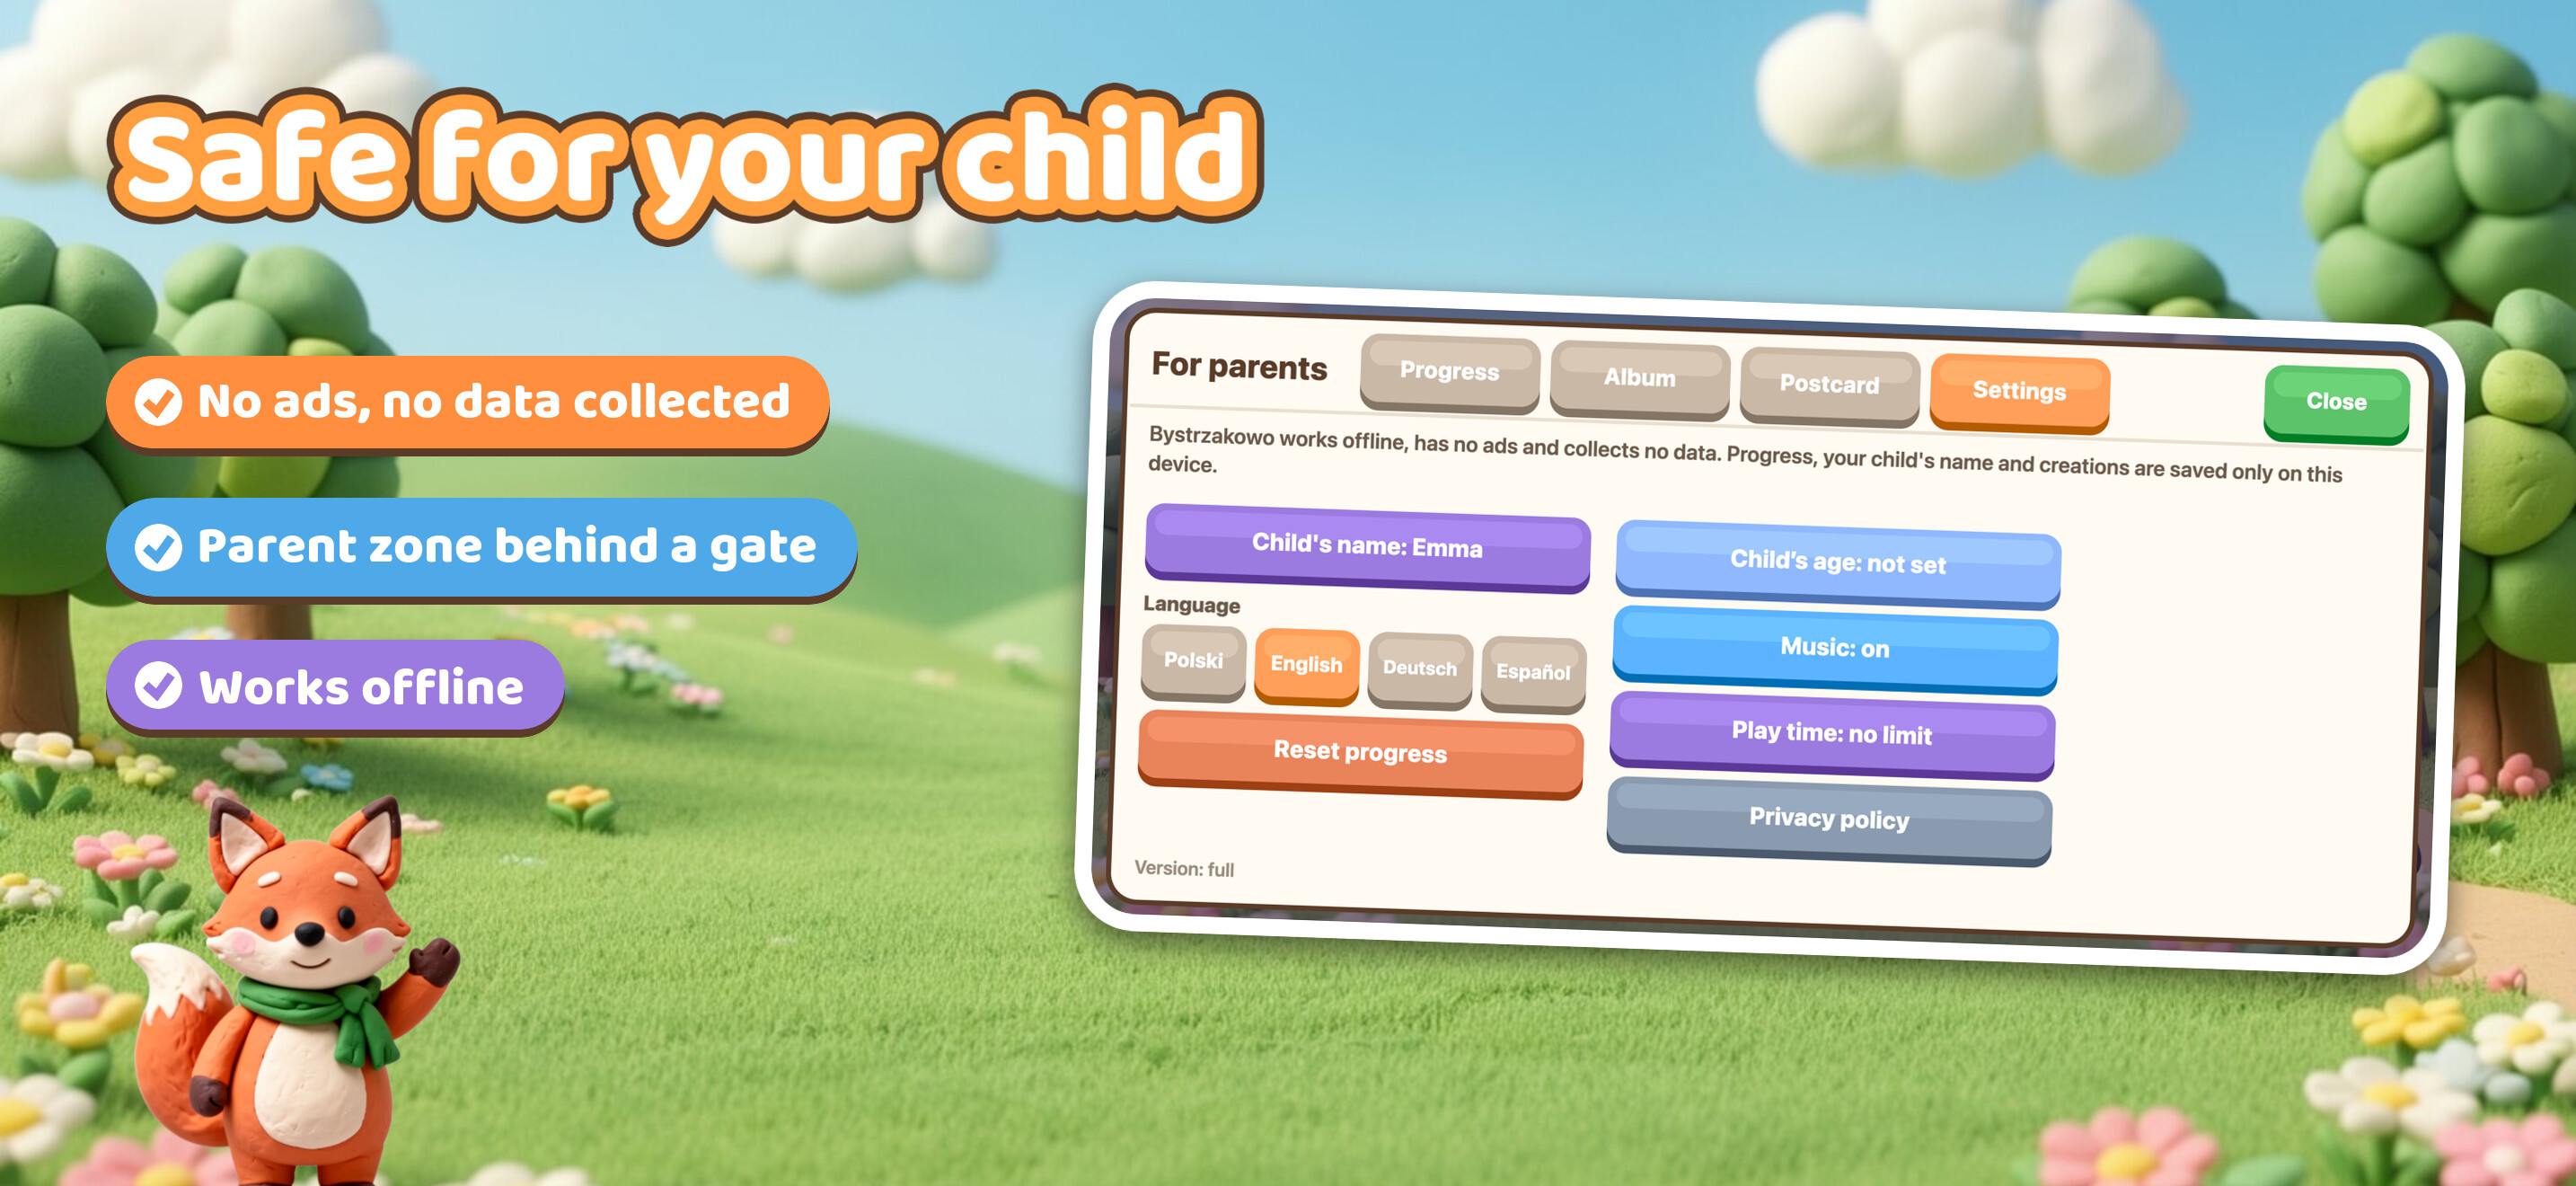 Safe for your child
No ads, no data collected
Parent zone behind a gate
Works offline
For parents
Progress
Album
Postcard
Settings
Close
Bystrzakowo works offline, has no ads and collects no data. Progress, your child's name and creations are saved only on this
device.
Child's name: Emma
Child’s age: not set
Language
Polski
English
Deutsch
Español
Music: on
Reset progress
Play time: no limit
Privacy policy
Version: full